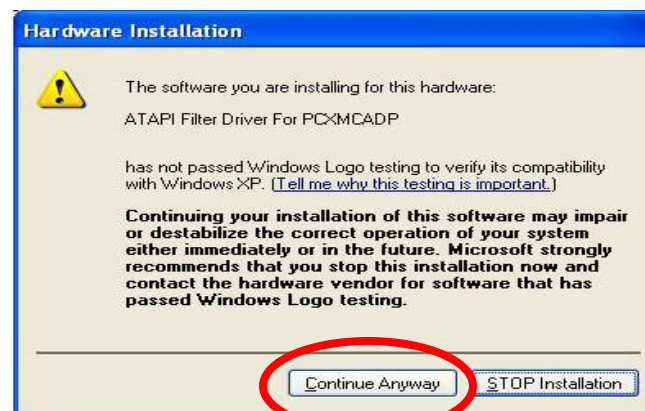 Hardware Installation
The software you are installing for this hardware:
ATAPI Filter Driver For PCXMCADP
has not passed Windows Logo testing to verify its compatibility
with Windows XP. (Tell me why this testing is important.)
Continuing your installation of this software may impair
or destabilize the correct operation of your system
either immediately or in the future. Microsoft strongly
recommends that you stop this installation now and
contact the hardware vendor for software that has
passed Windows Logo testing.
Continue Anyway STOP Installation